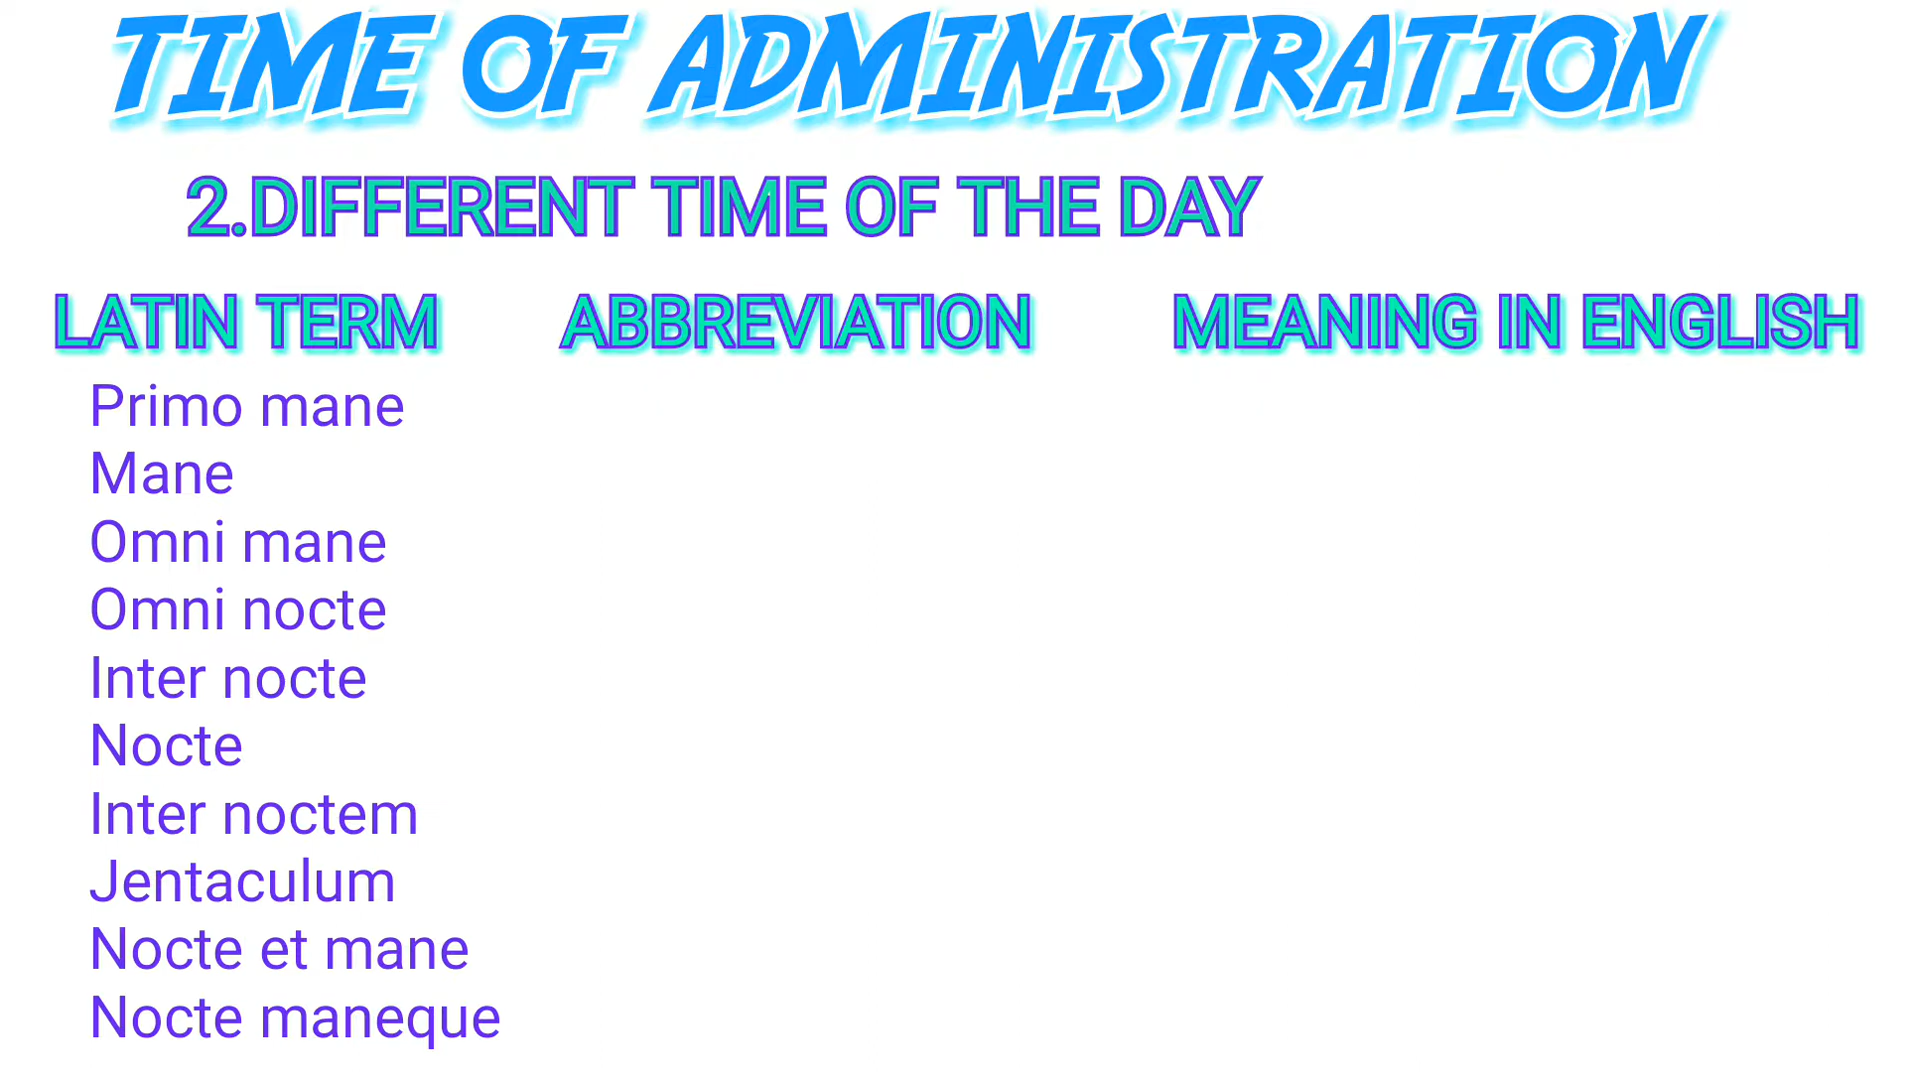 TIME OF ADMINISTRATION
2.DIFFERENT TIME OF THE DAY
LATIN TERM ABBREVIATION MEANING IN ENGLISH
Primo mane
Mane
Omni mane
Omni nocte
Inter nocte
Nocte
Inter noctem
Jentaculum
Nocte et mane
Nocte maneque